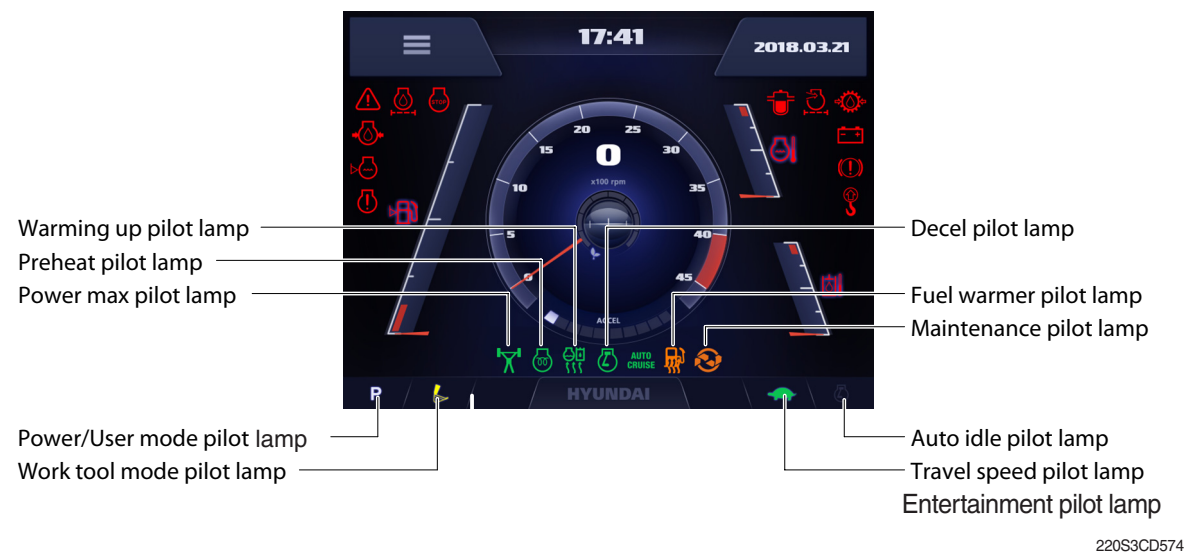 17:41
2018.03.21
STOP
20 25
15 30
0
x100 rpm
10 35
5 40
0 45
ACCEL
AUTO
CRUISE
P
HYUNDAI
Warming up pilot lamp
Preheat pilot lamp
Power max pilot lamp
Power/User mode pilot lamp
Work tool mode pilot lamp
Decel pilot lamp
Fuel warmer pilot lamp
Maintenance pilot lamp
Auto idle pilot lamp
Travel speed pilot lamp
Entertainment pilot lamp
220S3CD574